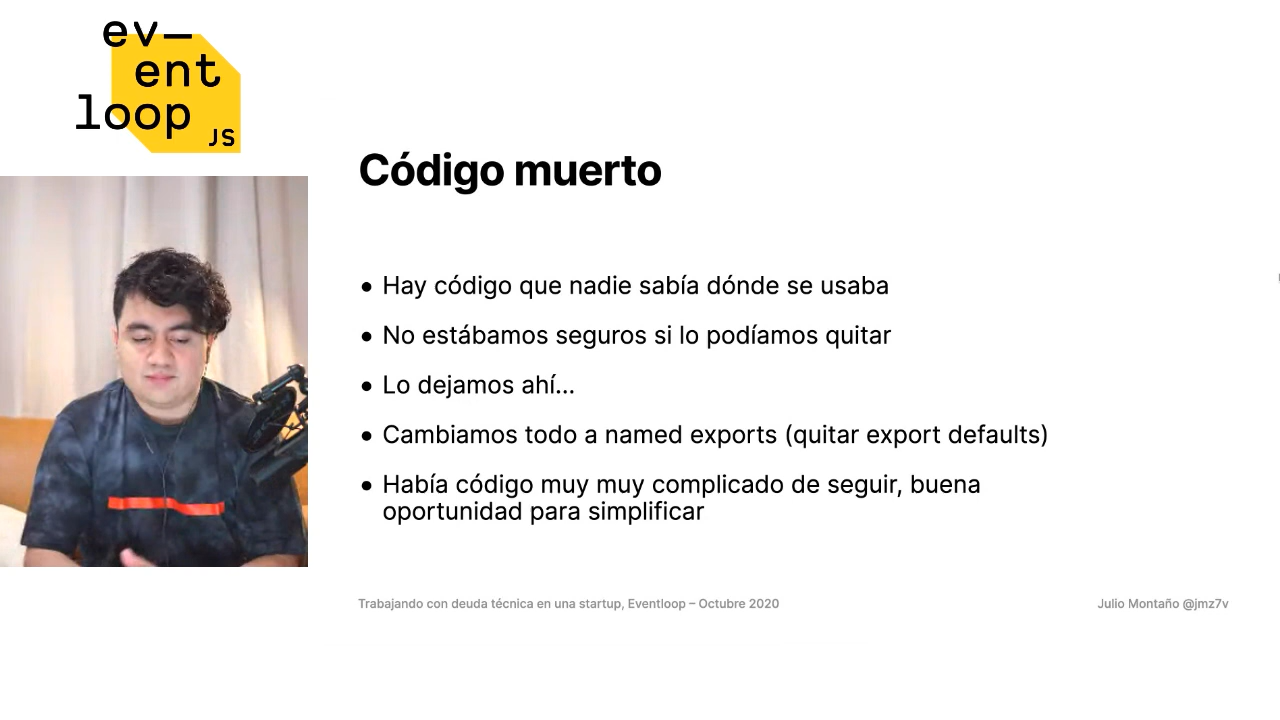 ev—
ent
loop
JS
Código muerto
• Hay código que nadie sabía dónde se usaba
• No estábamos seguros si lo podíamos quitar
• Lo dejamos ahí...
• Cambiamos todo a named exports (quitar export defaults)
• Había código muy muy complicado de seguir, buena
oportunidad para simplificar
Trabajando con deuda técnica en una startup, Eventloop – Octubre 2020
Julio Montaño @jmz7v